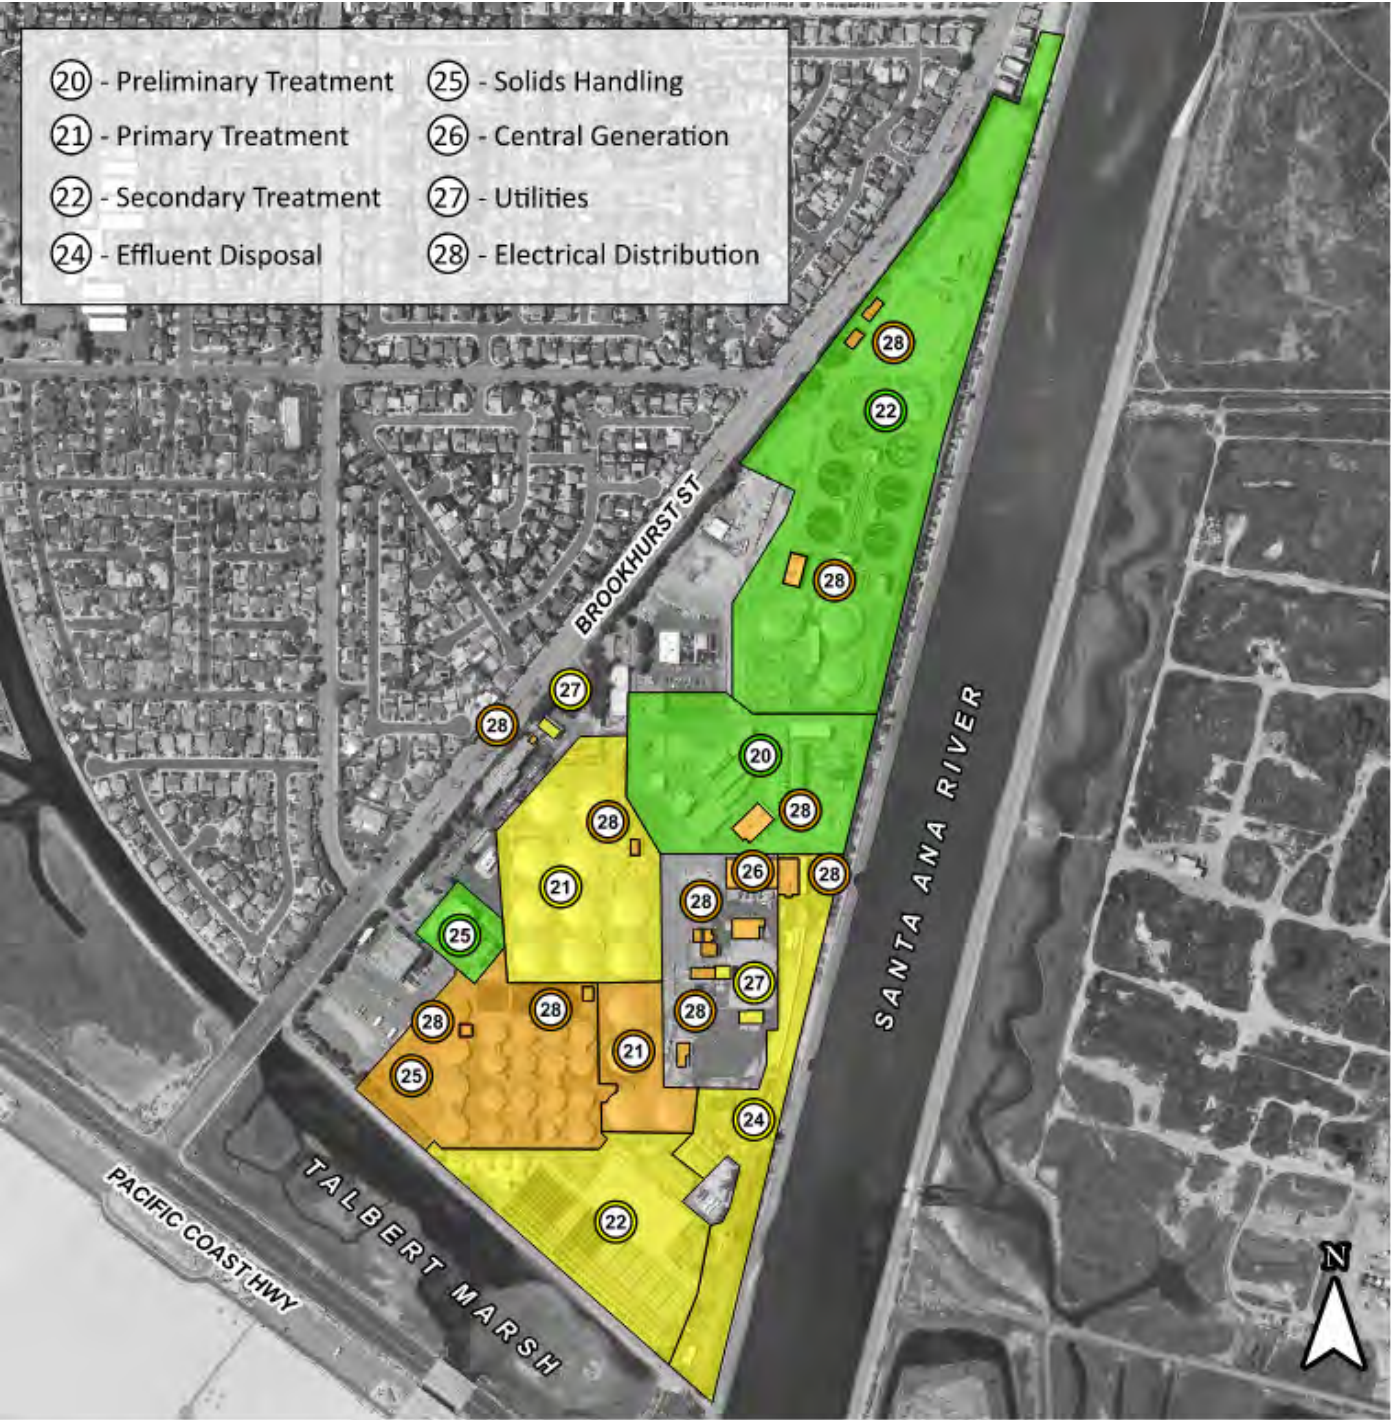 20 - Preliminary Treatment
21 - Primary Treatment
22 - Secondary Treatment
24 - Effluent Disposal
25 - Solids Handling
26 - Central Generation
27 - Utilities
28 - Electrical Distribution
28
22
BROOKHURST ST
28
27
28
20
28
28
21
26
28
28
25
27
28
28
28
21
25
24
22
SANTA ANA RIVER
TALBERT MARSH
PACIFIC COAST HWY
N